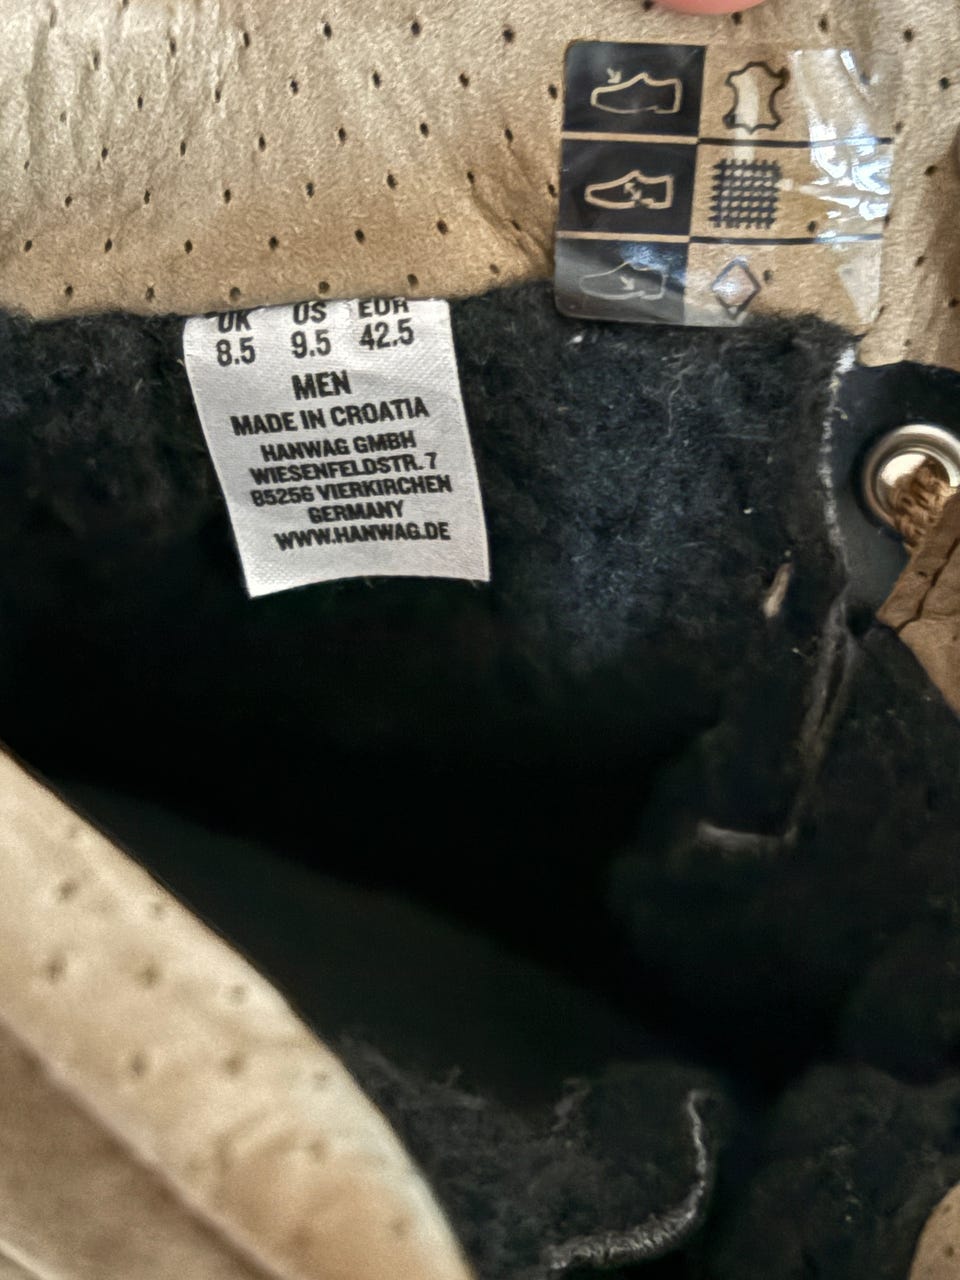 UK US EUR
8.5 9.5 42.5
MEN
MADE IN CROATIA
HANWAG GMBH
WIESENFELDSTR. 7
85256 VIERKIRCHEN
GERMANY
WWW.HANWAG.DE